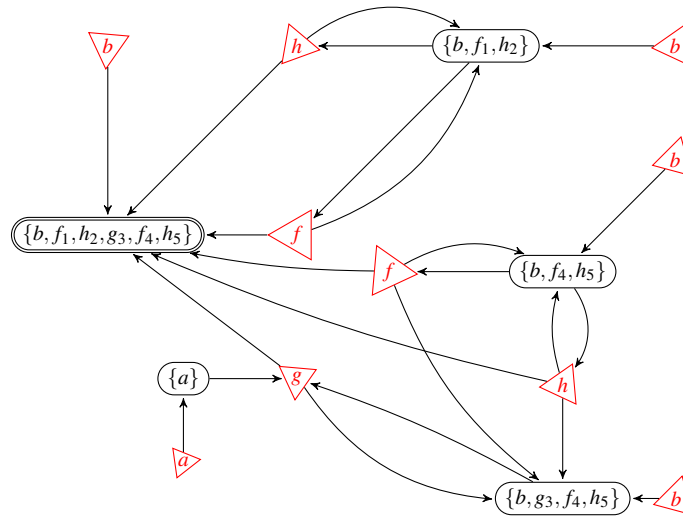 b
h
{b, f₁, h₂}
b
b
{b, f₁, h₂, g₃, f₄, h₅}
f
f
{b, f₄, h₅}
{a}
g
h
a
{b, g₃, f₄, h₅}
b